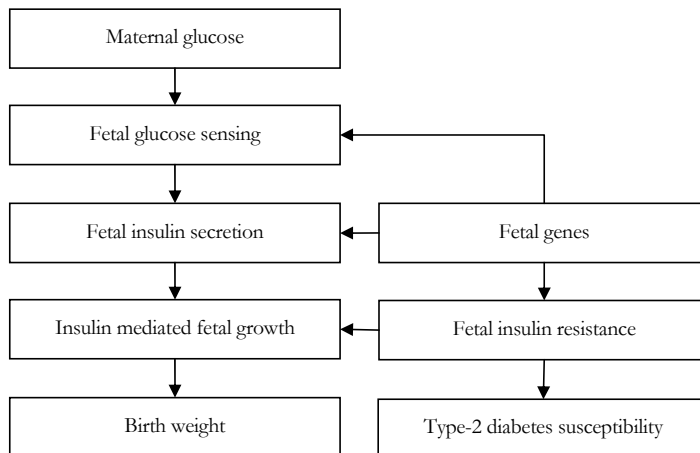 Maternal glucose
Fetal glucose sensing
Fetal insulin secretion
Fetal genes
Insulin mediated fetal growth
Fetal insulin resistance
Birth weight
Type-2 diabetes susceptibility